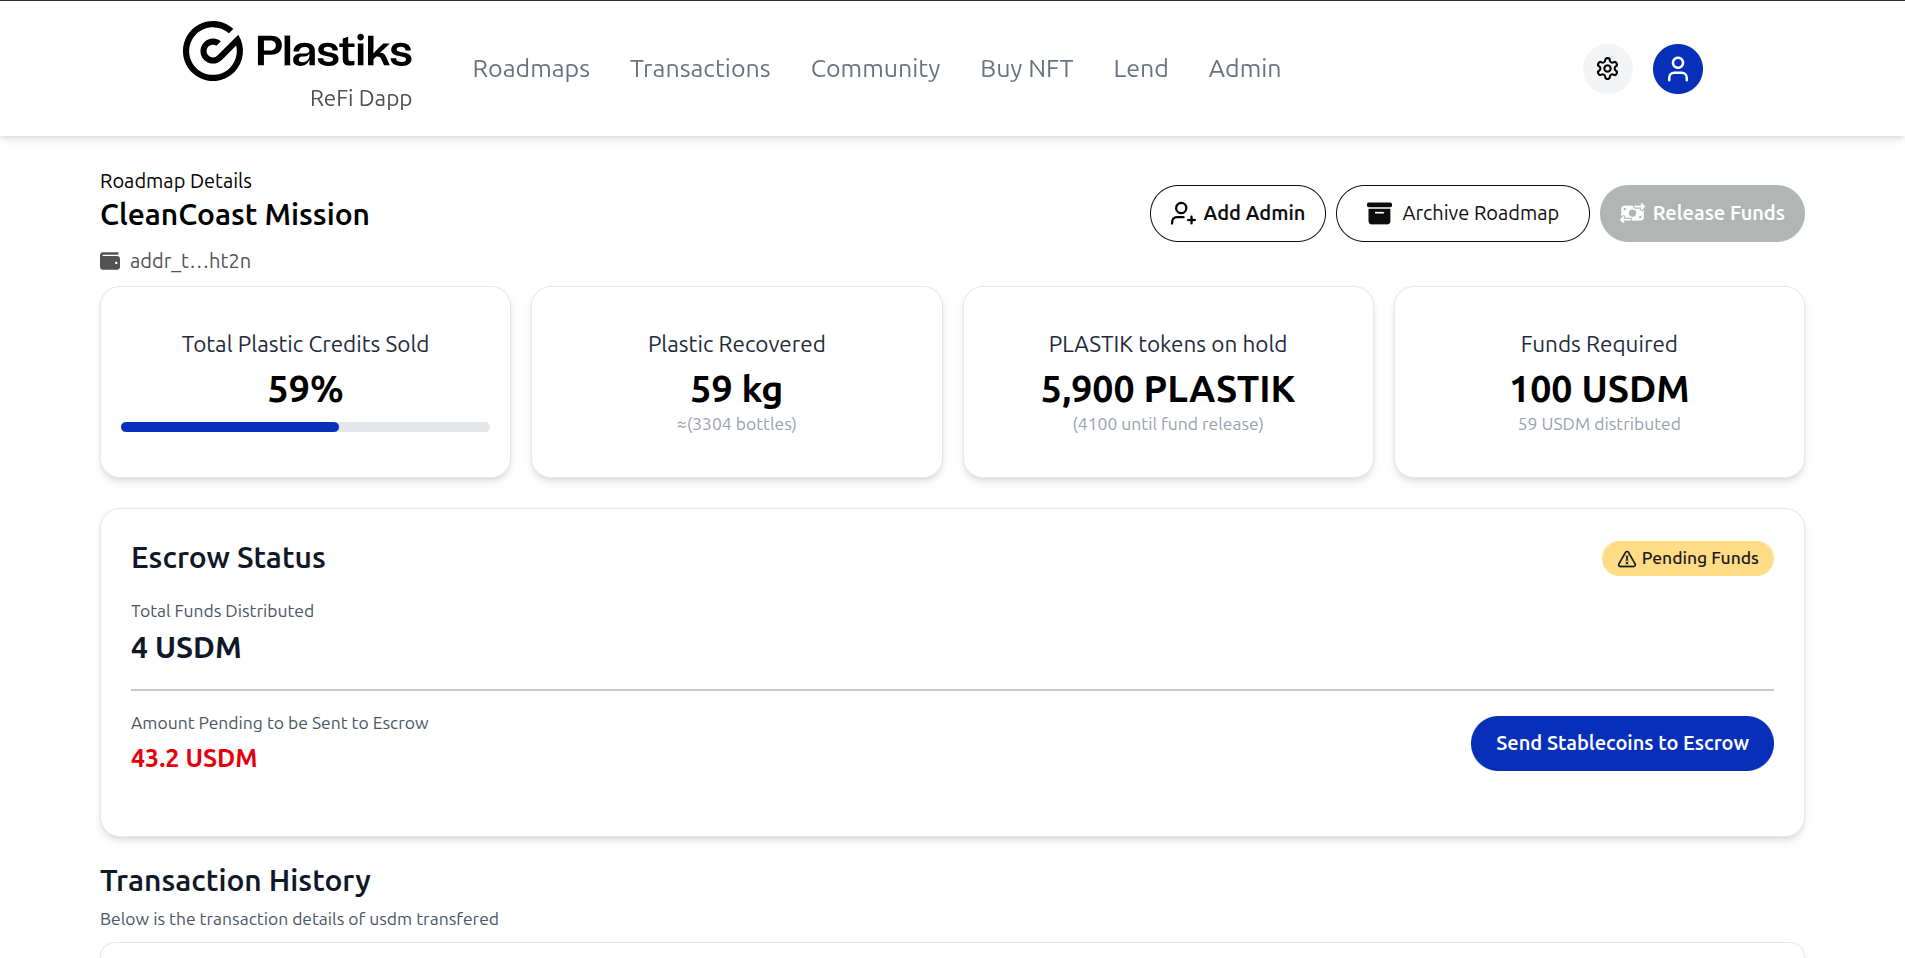 Plastiks
ReFi Dapp
Roadmaps Transactions Community Buy NFT Lend Admin
Roadmap Details
CleanCoast Mission
addr_t...ht2n
Add Admin
Archive Roadmap
Release Funds
Total Plastic Credits Sold
59%
Plastic Recovered
59 kg
≈(3304 bottles)
PLASTIK tokens on hold
5,900 PLASTIK
(4100 until fund release)
Funds Required
100 USDM
59 USDM distributed
Escrow Status
Pending Funds
Total Funds Distributed
4 USDM
Amount Pending to be Sent to Escrow
43.2 USDM
Send Stablecoins to Escrow
Transaction History
Below is the transaction details of usdm transfered